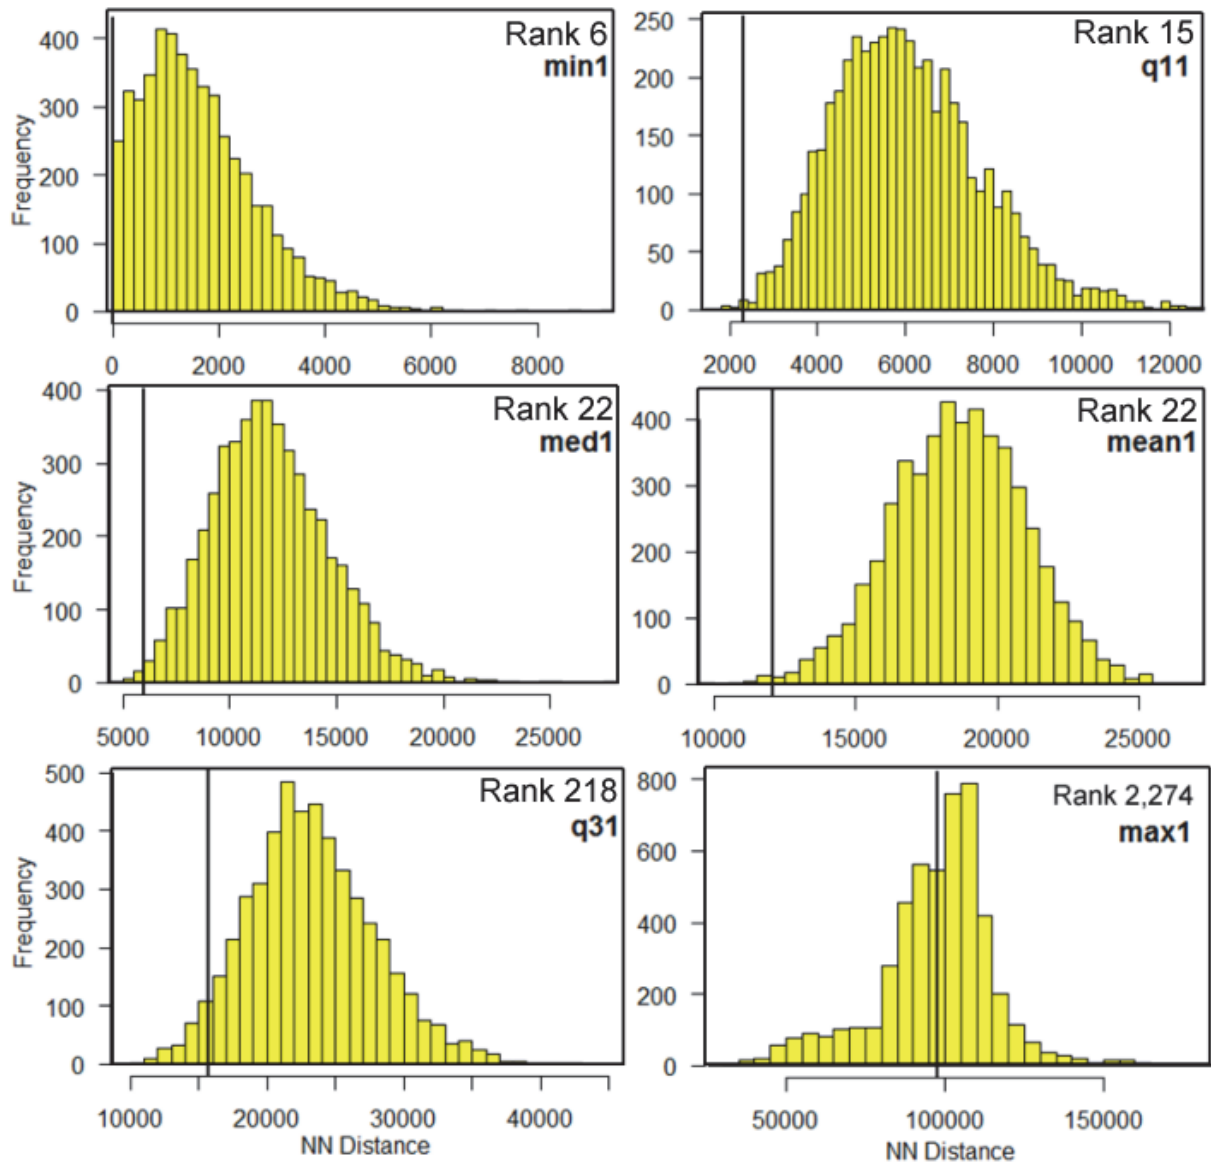 Rank 6
min1
Frequency
400
300
200
100
0
0 2000 4000 6000 8000
Rank 15
q11
250
200
150
100
50
0
2000 4000 6000 8000 10000 12000
Rank 22
med1
Frequency
400
300
200
100
0
5000 10000 15000 20000 25000
Rank 22
mean1
400
300
200
100
0
10000 15000 20000 25000
Rank 218
q31
Frequency
500
400
300
200
100
0
10000 20000 30000 40000
NN Distance
Rank 2,274
max1
800
600
400
200
0
50000 100000 150000
NN Distance